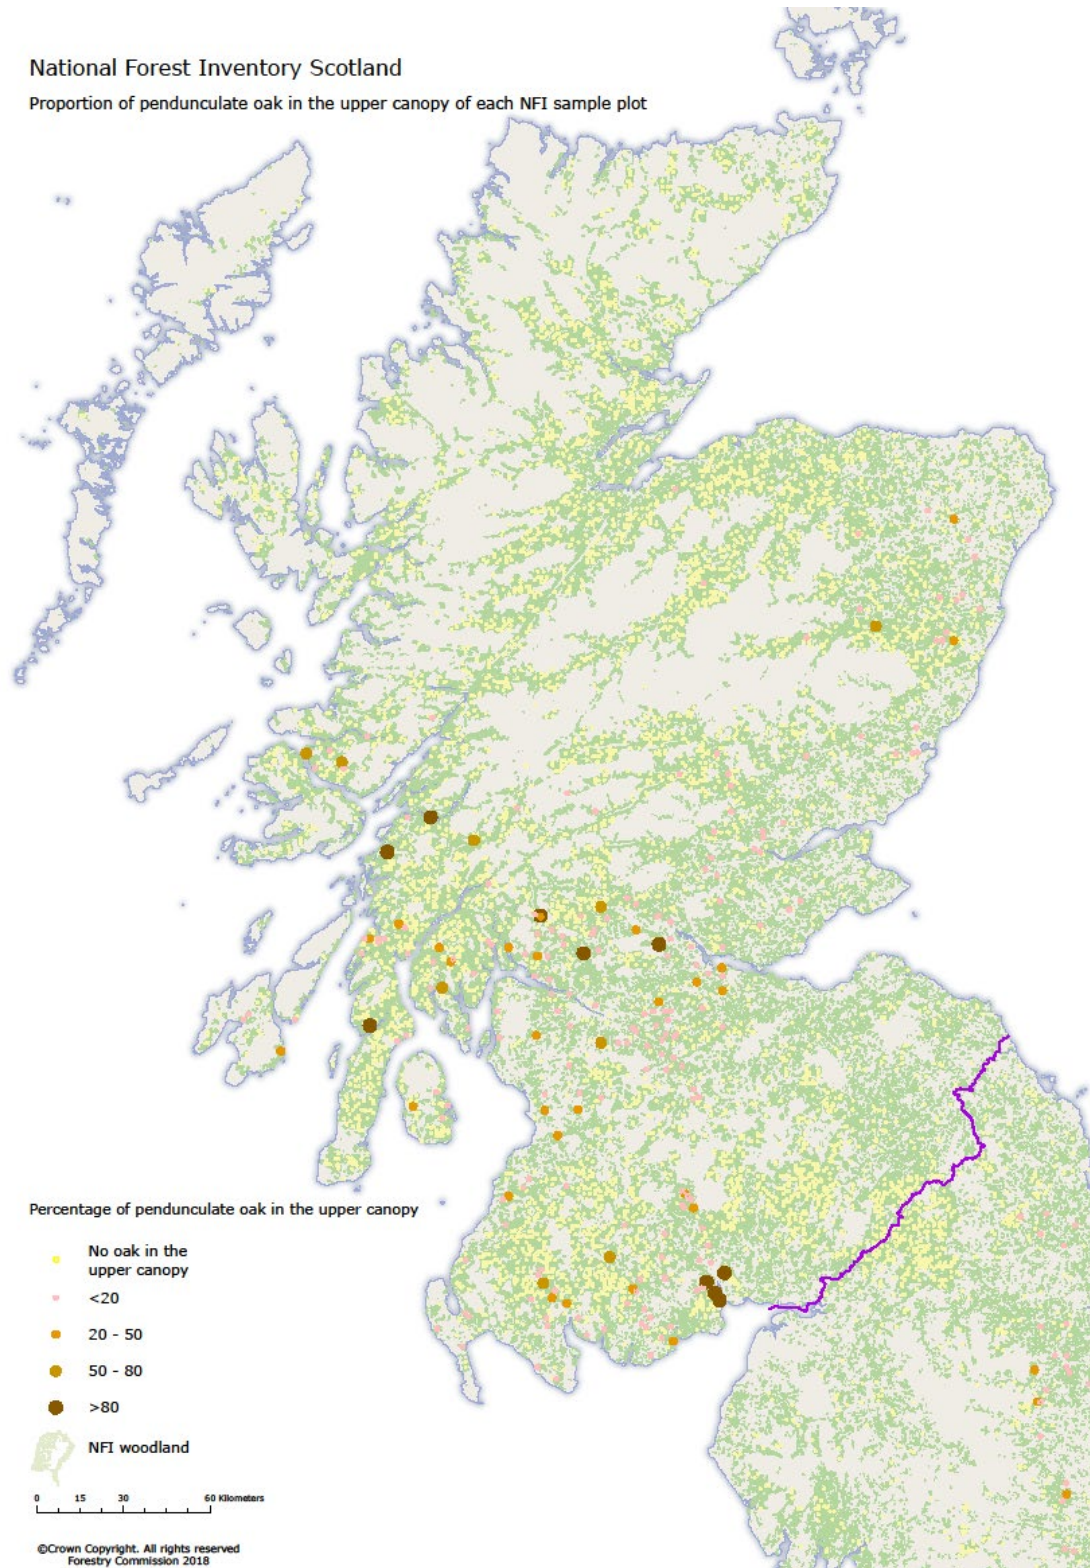 National Forest Inventory Scotland
Proportion of pendunculate oak in the upper canopy of each NFI sample plot
Percentage of pendunculate oak in the upper canopy
No oak in the
upper canopy
<20
20 - 50
50 - 80
>80
NFI woodland
0 15 30 60 Kilometers
©Crown Copyright. All rights reserved
Forestry Commission 2018